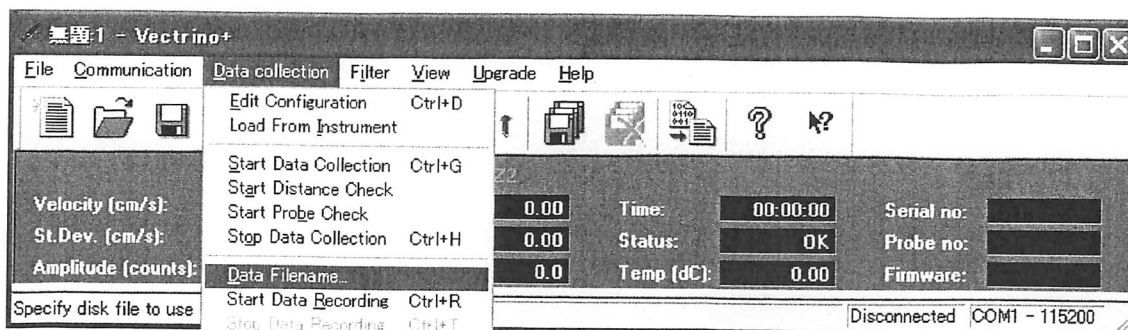 無題:1 - Vectrino+
File Communication Data collection Filter View Upgrade Help
Edit Configuration Ctrl+D
Load From Instrument
Start Data Collection Ctrl+G
Start Distance Check
Start Probe Check
Stop Data Collection Ctrl+H
Data Filename...
Start Data Recording Ctrl+R
Stop Data Recording Ctrl+T
Velocity (cm/s): 0.00 Time: 00:00:00 Serial no:
St.Dev. (cm/s): 0.00 Status: OK Probe no:
Amplitude (counts): 0.0 Temp (dC): 0.00 Firmware:
Specify disk file to use Disconnected COM1 - 115200